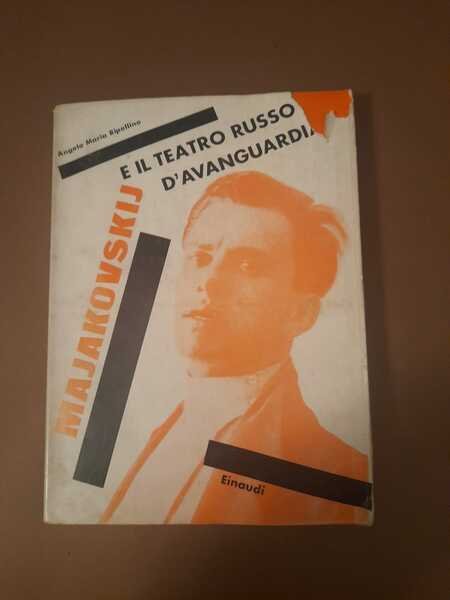 Angelo Maria Ripellino
MAJAKOVSKIJ
E IL TEATRO RUSSO
D'AVANGUARDIA
Einaudi